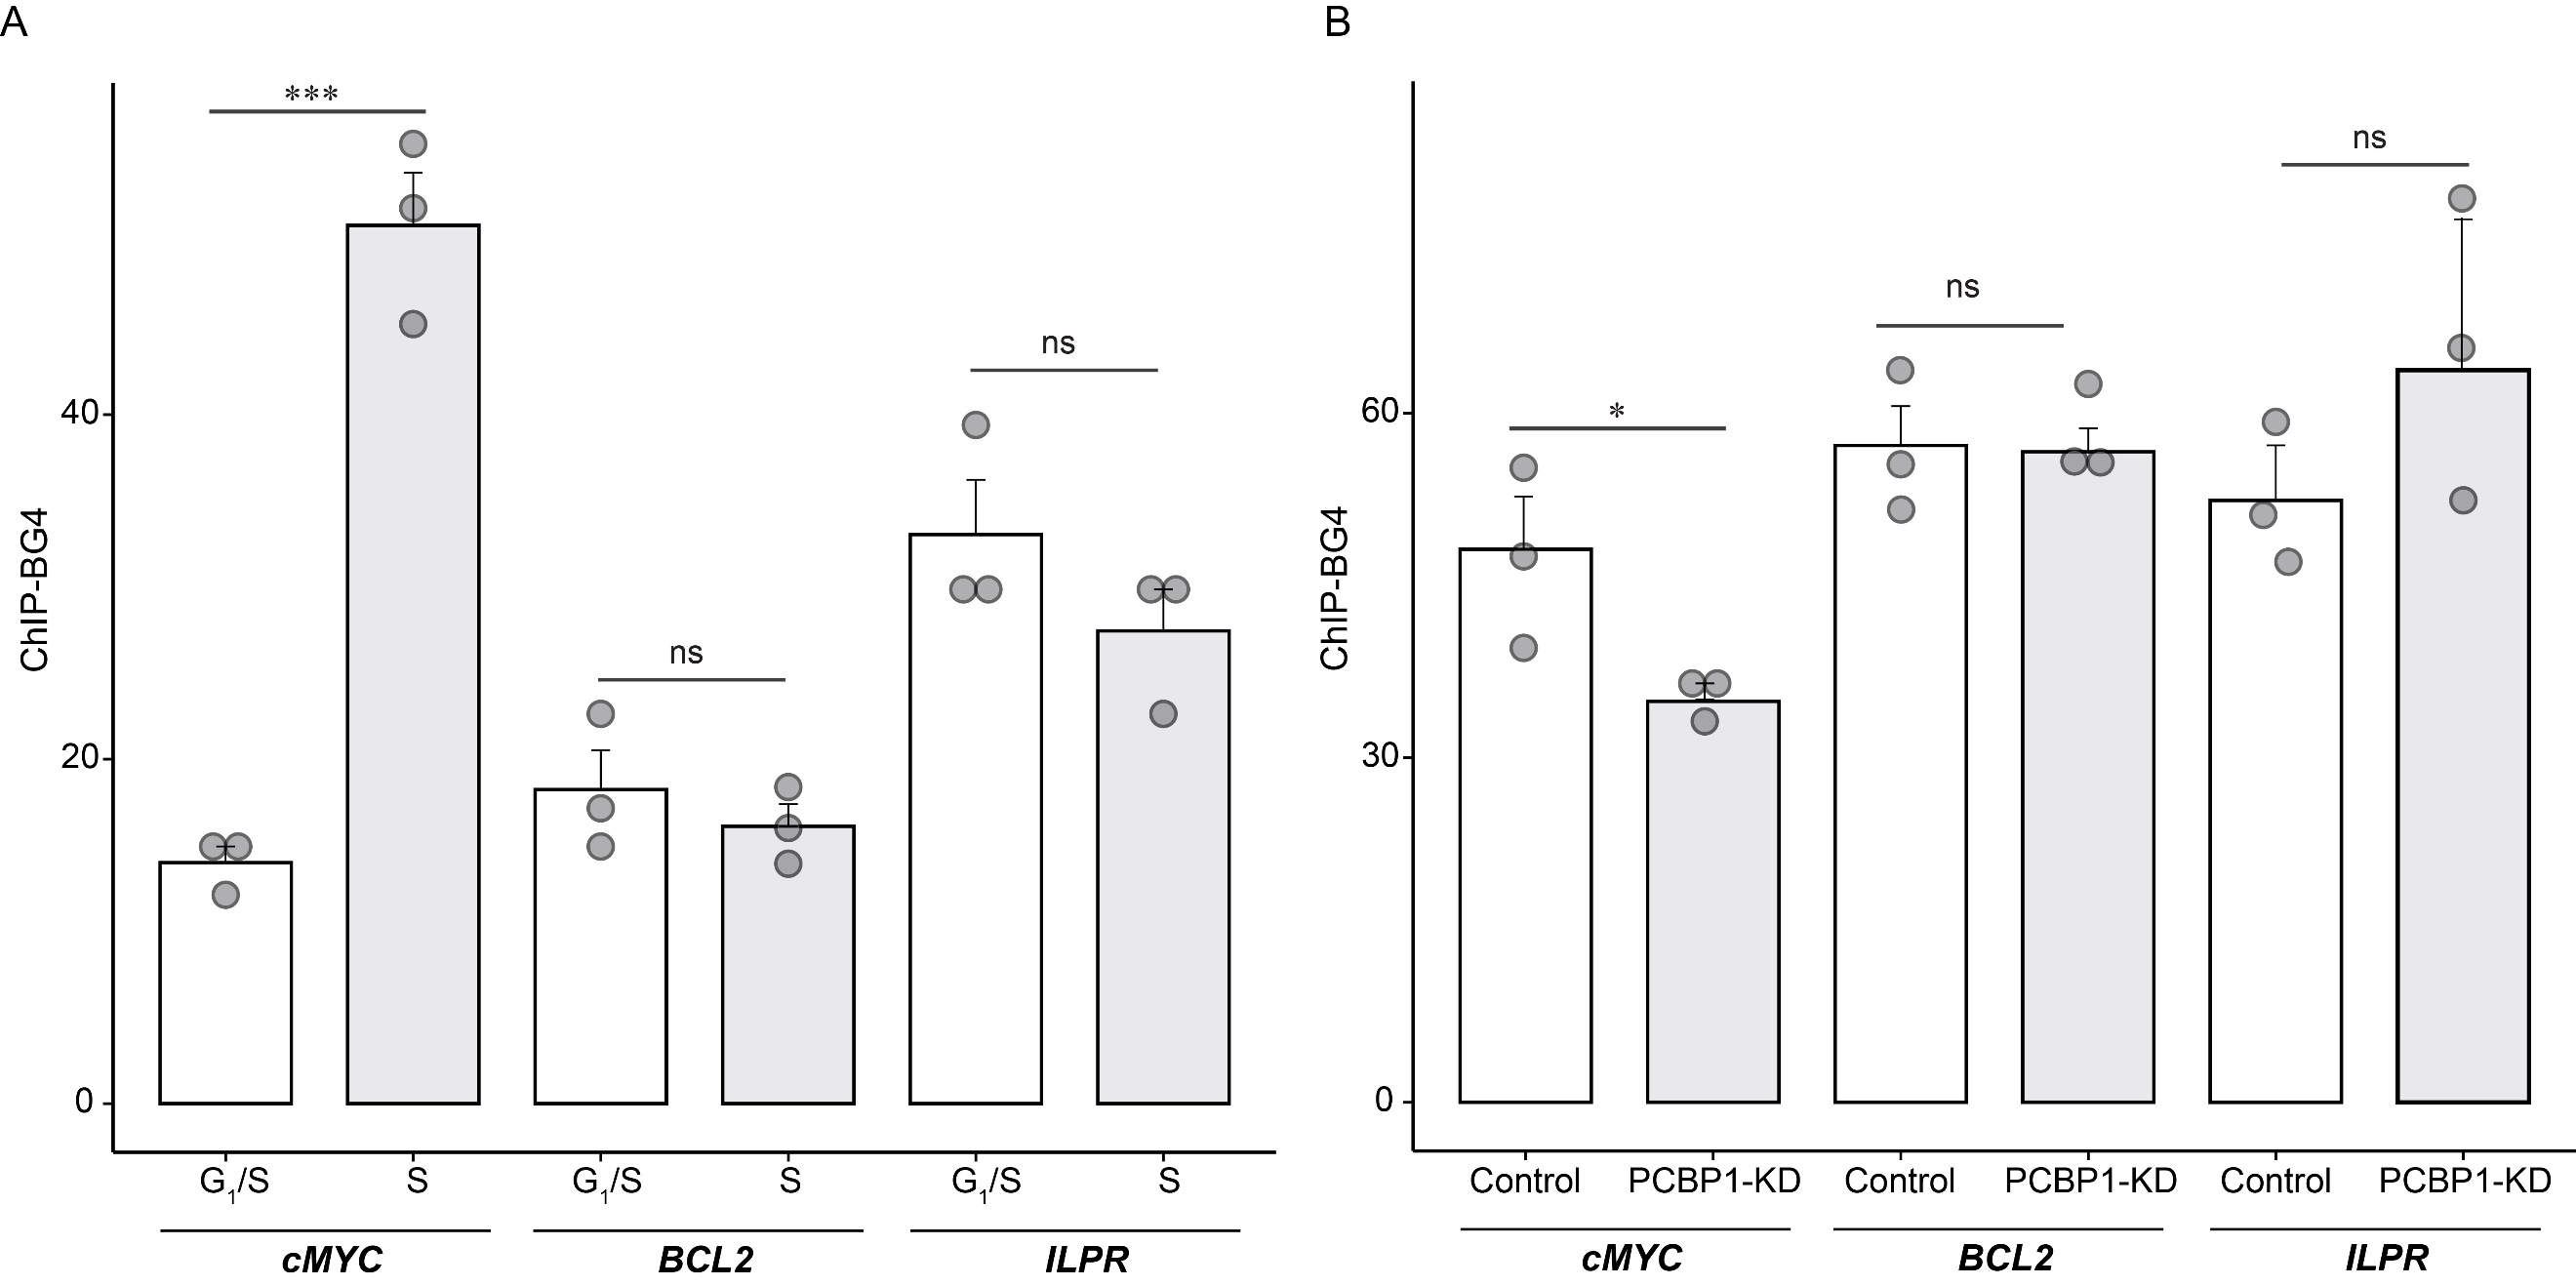 A
***
ns
ns
ChIP-BG4
40
20
0
G1/S S G1/S S G1/S S
cMYC BCL2 ILPR
B
*
ns
ns
ChIP-BG4
60
30
0
Control PCBP1-KD Control PCBP1-KD Control PCBP1-KD
cMYC BCL2 ILPR